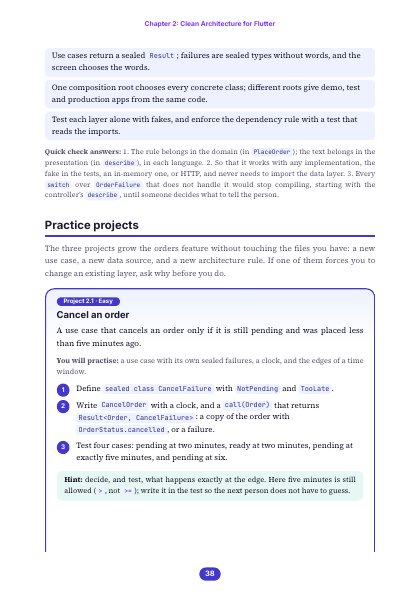 Chapter 2: Clean Architecture for Flutter
Use cases return a sealed Result ; failures are sealed types without words, and the
screen chooses the words.
One composition root chooses every concrete class; different roots give demo, test
and production apps from the same code.
Test each layer alone with fakes, and enforce the dependency rule with a test that
reads the imports.
Quick check answers: 1. The rule belongs in the domain (in PlaceOrder ); the text belongs in the
presentation (in describe ), in each language. 2. So that it works with any implementation, the
fake in the tests, an in-memory one, or HTTP, and never needs to import the data layer. 3. Every
switch over OrderFailure that does not handle it would stop compiling, starting with the
controller's describe , until someone decides what to tell the person.
Practice projects
The three projects grow the orders feature without touching the files you have: a new
use case, a new data source, and a new architecture rule. If one of them forces you to
change an existing layer, ask why before you do.
Project 2.1 · Easy
Cancel an order
A use case that cancels an order only if it is still pending and was placed less
than five minutes ago.
You will practise: a use case with its own sealed failures, a clock, and the edges of a time
window.
1 Define sealed class CancelFailure with NotPending and TooLate .
2 Write CancelOrder with a clock, and a call(Order) that returns
Result<Order, CancelFailure> : a copy of the order with
OrderStatus.cancelled , or a failure.
3 Test four cases: pending at two minutes, ready at two minutes, pending at
exactly five minutes, and pending at six.
Hint: decide, and test, what happens exactly at the edge. Here five minutes is still
allowed ( > , not >= ); write it in the test so the next person does not have to guess.
38